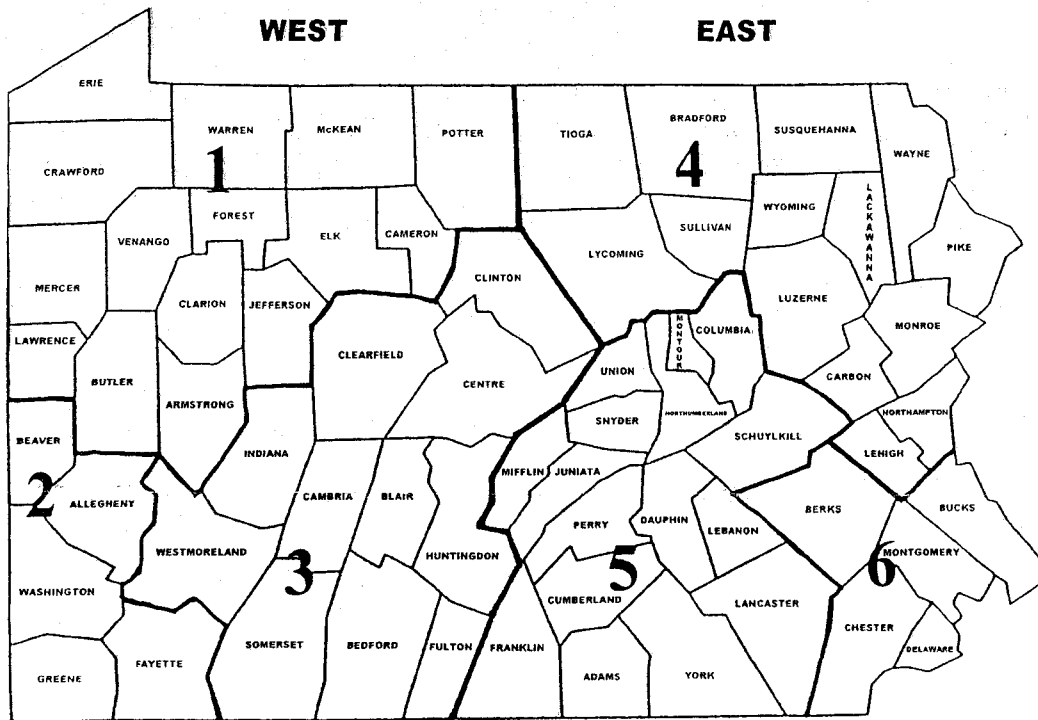 WEST
EAST
ERIE
WARREN
McKEAN
POTTER
TIOGA
BRADFORD
SUSQUEHANNA
WAYNE
CRAWFORD
1
4
FOREST
VENANGO
ELK
CAMERON
LYCOMING
SULLIVAN
WYOMING
LACKAWANNA
PIKE
MERCER
CLARION
JEFFERSON
CLINTON
LUZERNE
MONROE
LAWRENCE
BUTLER
ARMSTRONG
CLEARFIELD
CENTRE
UNION
MONTOUR
COLUMBIA
CARBON
NORTHAMPTON
SNYDER
NORTHUMBERLAND
SCHUYLKILL
LEHIGH
BEAVER
INDIANA
2
ALLEGHENY
CAMBRIA
BLAIR
MIFFLIN
JUNIATA
PERRY
DAUPHIN
LEBANON
BERKS
BUCKS
WESTMORELAND
3
HUNTINGDON
5
6
MONTGOMERY
WASHINGTON
CUMBERLAND
LANCASTER
CHESTER
GREENE
FAYETTE
SOMERSET
BEDFORD
FULTON
FRANKLIN
ADAMS
YORK
DELAWARE